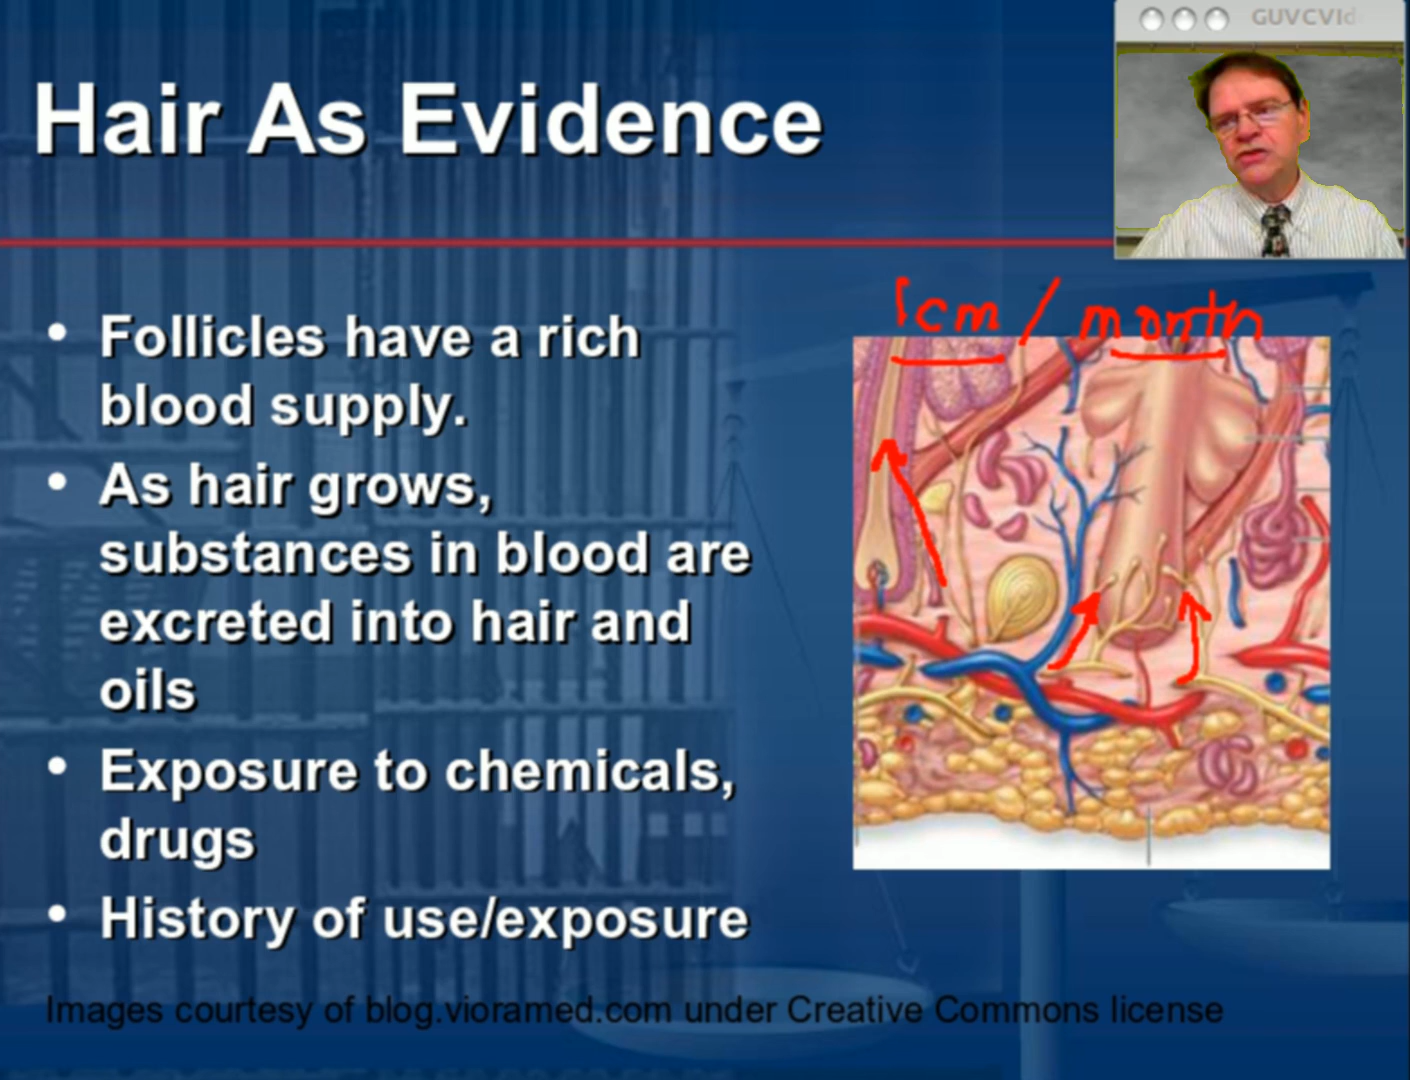 GUVCVid
Hair As Evidence
1cm / month
• Follicles have a rich
blood supply.
• As hair grows,
substances in blood are
excreted into hair and
oils
• Exposure to chemicals,
drugs
• History of use/exposure
Images courtesy of blog.vioramed.com under Creative Commons license